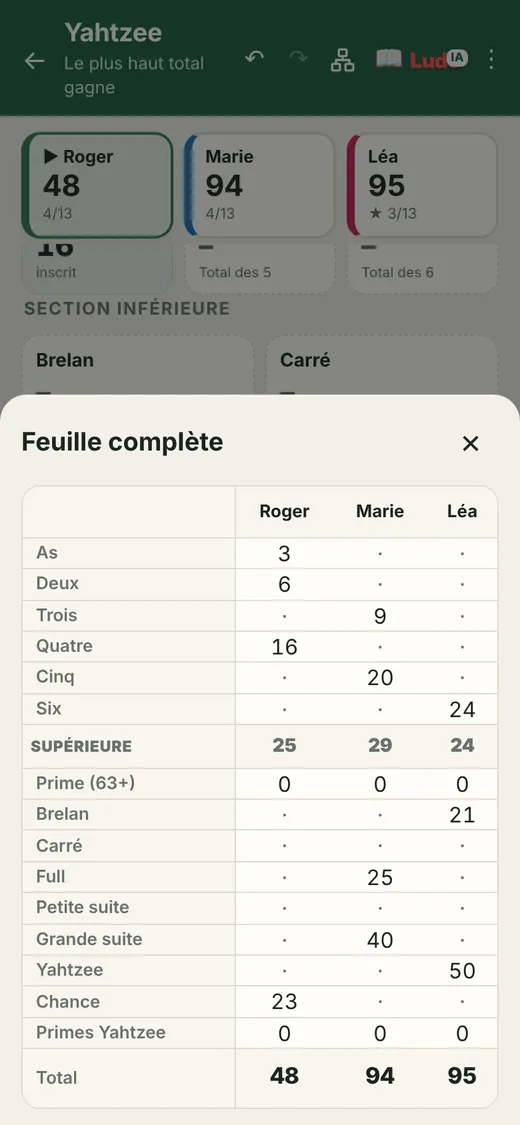 Yahtzee
Le plus haut total
gagne
Lud IA
▶ Roger
48
4/13
Marie
94
4/13
Léa
95
★ 3/13
16
inscrit
–
Total des 5
–
Total des 6
SECTION INFÉRIEURE
Brelan
Carré
Feuille complète
×
Roger Marie Léa
As 3 · ·
Deux 6 · ·
Trois · 9 ·
Quatre 16 · ·
Cinq · 20 ·
Six · · 24
SUPÉRIEURE 25 29 24
Prime (63+) 0 0 0
Brelan · · 21
Carré · · ·
Full · 25 ·
Petite suite · · ·
Grande suite · 40 ·
Yahtzee · · 50
Chance 23 · ·
Primes Yahtzee 0 0 0
Total 48 94 95